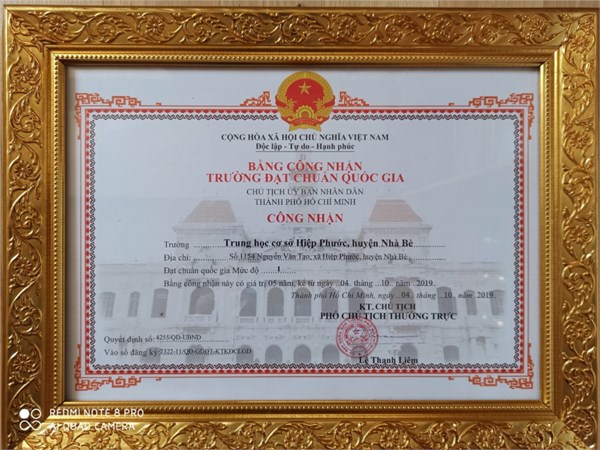 CỘNG HÒA XÃ HỘI CHỦ NGHĨA VIỆT NAM
Độc lập - Tự do - Hạnh phúc
BẰNG CÔNG NHẬN
TRƯỜNG ĐẠT CHUẨN QUỐC GIA
CHỦ TỊCH ỦY BAN NHÂN DÂN
THÀNH PHỐ HỒ CHÍ MINH
CÔNG NHẬN
Trường Trung học cơ sở Hiệp Phước, huyện Nhà Bè
Địa chỉ: Số 1154 Nguyễn Văn Tạo, xã Hiệp Phước, huyện Nhà Bè
Đạt chuẩn quốc gia Mức độ 1
Bằng công nhận này có giá trị 05 năm, kể từ ngày 04 tháng 10 năm 2019.
Thành phố Hồ Chí Minh, ngày 04 tháng 10 năm 2019
KT. CHỦ TỊCH
PHÓ CHỦ TỊCH THƯỜNG TRỰC
Quyết định số: 4255/QĐ-UBND
Vào sổ đăng ký
Lê Thanh Liêm
REDMI NOTE 8 PRO
AI QUAD CAMERA